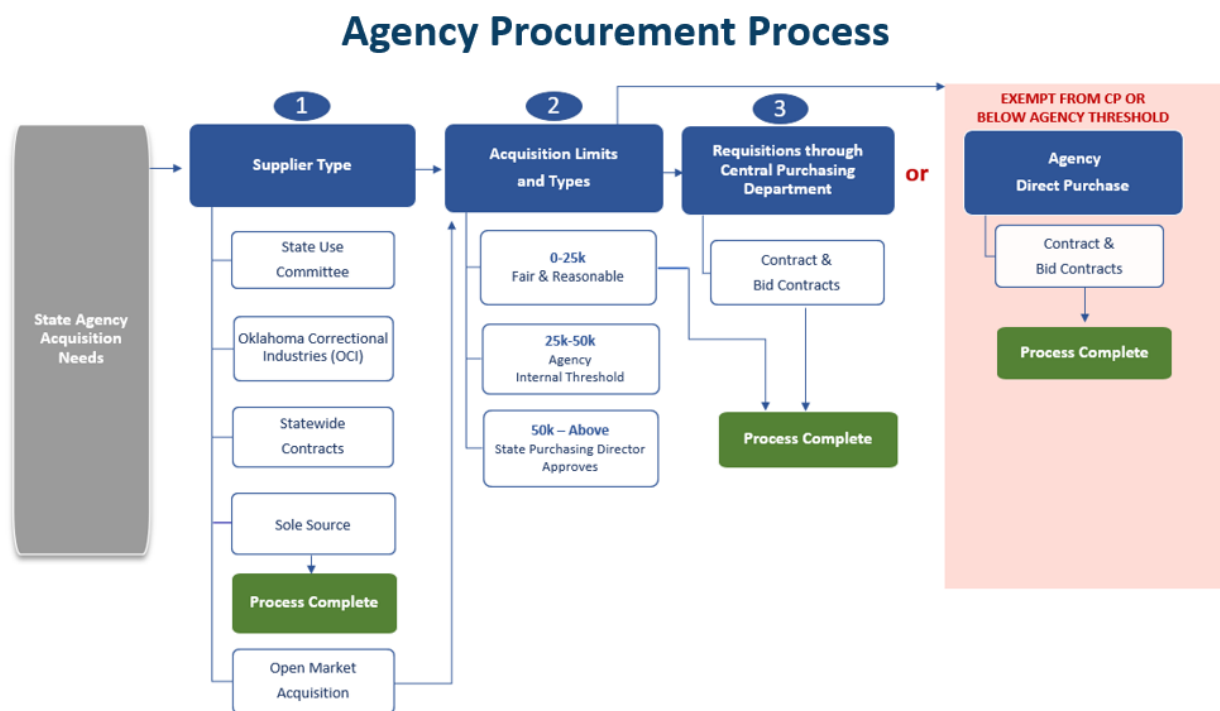 Agency Procurement Process
State Agency
Acquisition
Needs
1
Supplier Type
State Use
Committee
Oklahoma Correctional
Industries (OCI)
Statewide
Contracts
Sole Source
Process Complete
Open Market
Acquisition
2
Acquisition Limits
and Types
0-25k
Fair & Reasonable
25k-50k
Agency
Internal Threshold
50k – Above
State Purchasing Director
Approves
3
Requisitions through
Central Purchasing
Department
Contract &
Bid Contracts
Process Complete
or
EXEMPT FROM CP OR
BELOW AGENCY THRESHOLD
Agency
Direct Purchase
Contract &
Bid Contracts
Process Complete